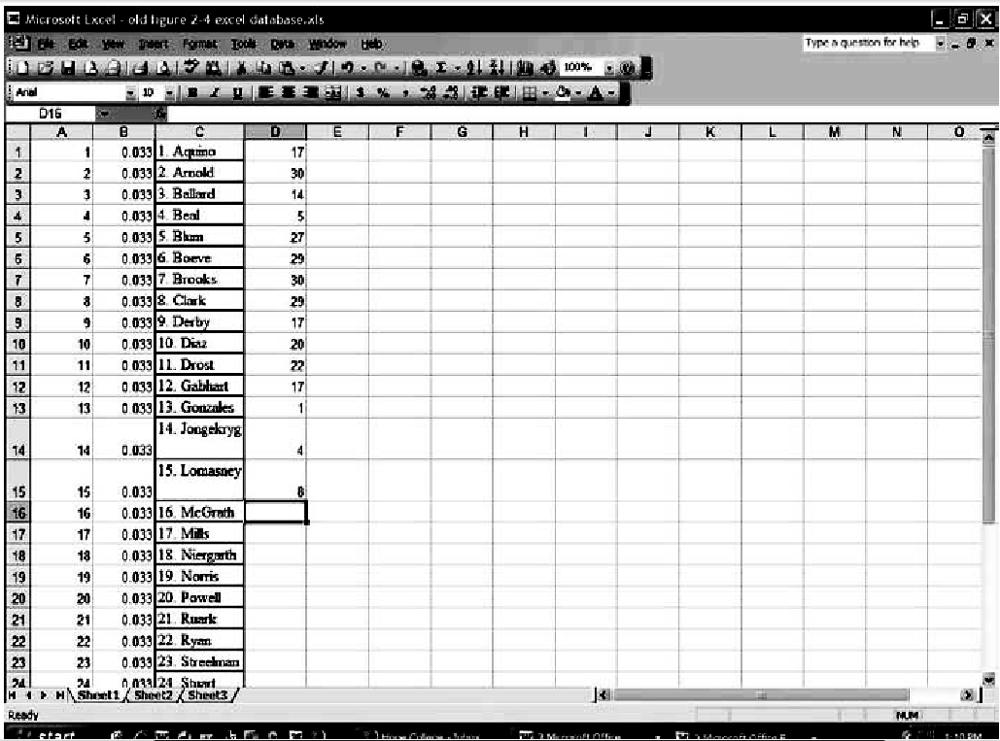 Microsoft Excel - old figure 2-4 excel database.xls
File Edit View Insert Format Tools Data Window Help Type a question for help
100%
Arial 10 B I U $ % ,
D16 fx
A B C D E F G H I J K L M N O
1 1 0.033 1. Aquino 17
2 2 0.033 2. Arnold 30
3 3 0.033 3. Ballard 14
4 4 0.033 4. Beal 5
5 5 0.033 5. Blum 27
6 6 0.033 6. Boeve 29
7 7 0.033 7. Brooks 30
8 8 0.033 8. Clark 29
9 9 0.033 9. Derby 17
10 10 0.033 10. Diaz 20
11 11 0.033 11. Drost 22
12 12 0.033 12. Gabhart 17
13 13 0.033 13. Gonzales 1
14 14 0.033 14. Jongekryg 4
15 15 0.033 15. Lomasney 8
16 16 0.033 16. McGrath
17 17 0.033 17. Mills
18 18 0.033 18. Niergarth
19 19 0.033 19. Norris
20 20 0.033 20. Powell
21 21 0.033 21. Ruark
22 22 0.033 22. Ryan
23 23 0.033 23. Streelman
24 24 0.033 24. Stuart
Sheet1 / Sheet2 / Sheet3 /
Ready NUM
start 3 Microsoft Office 1:10 PM